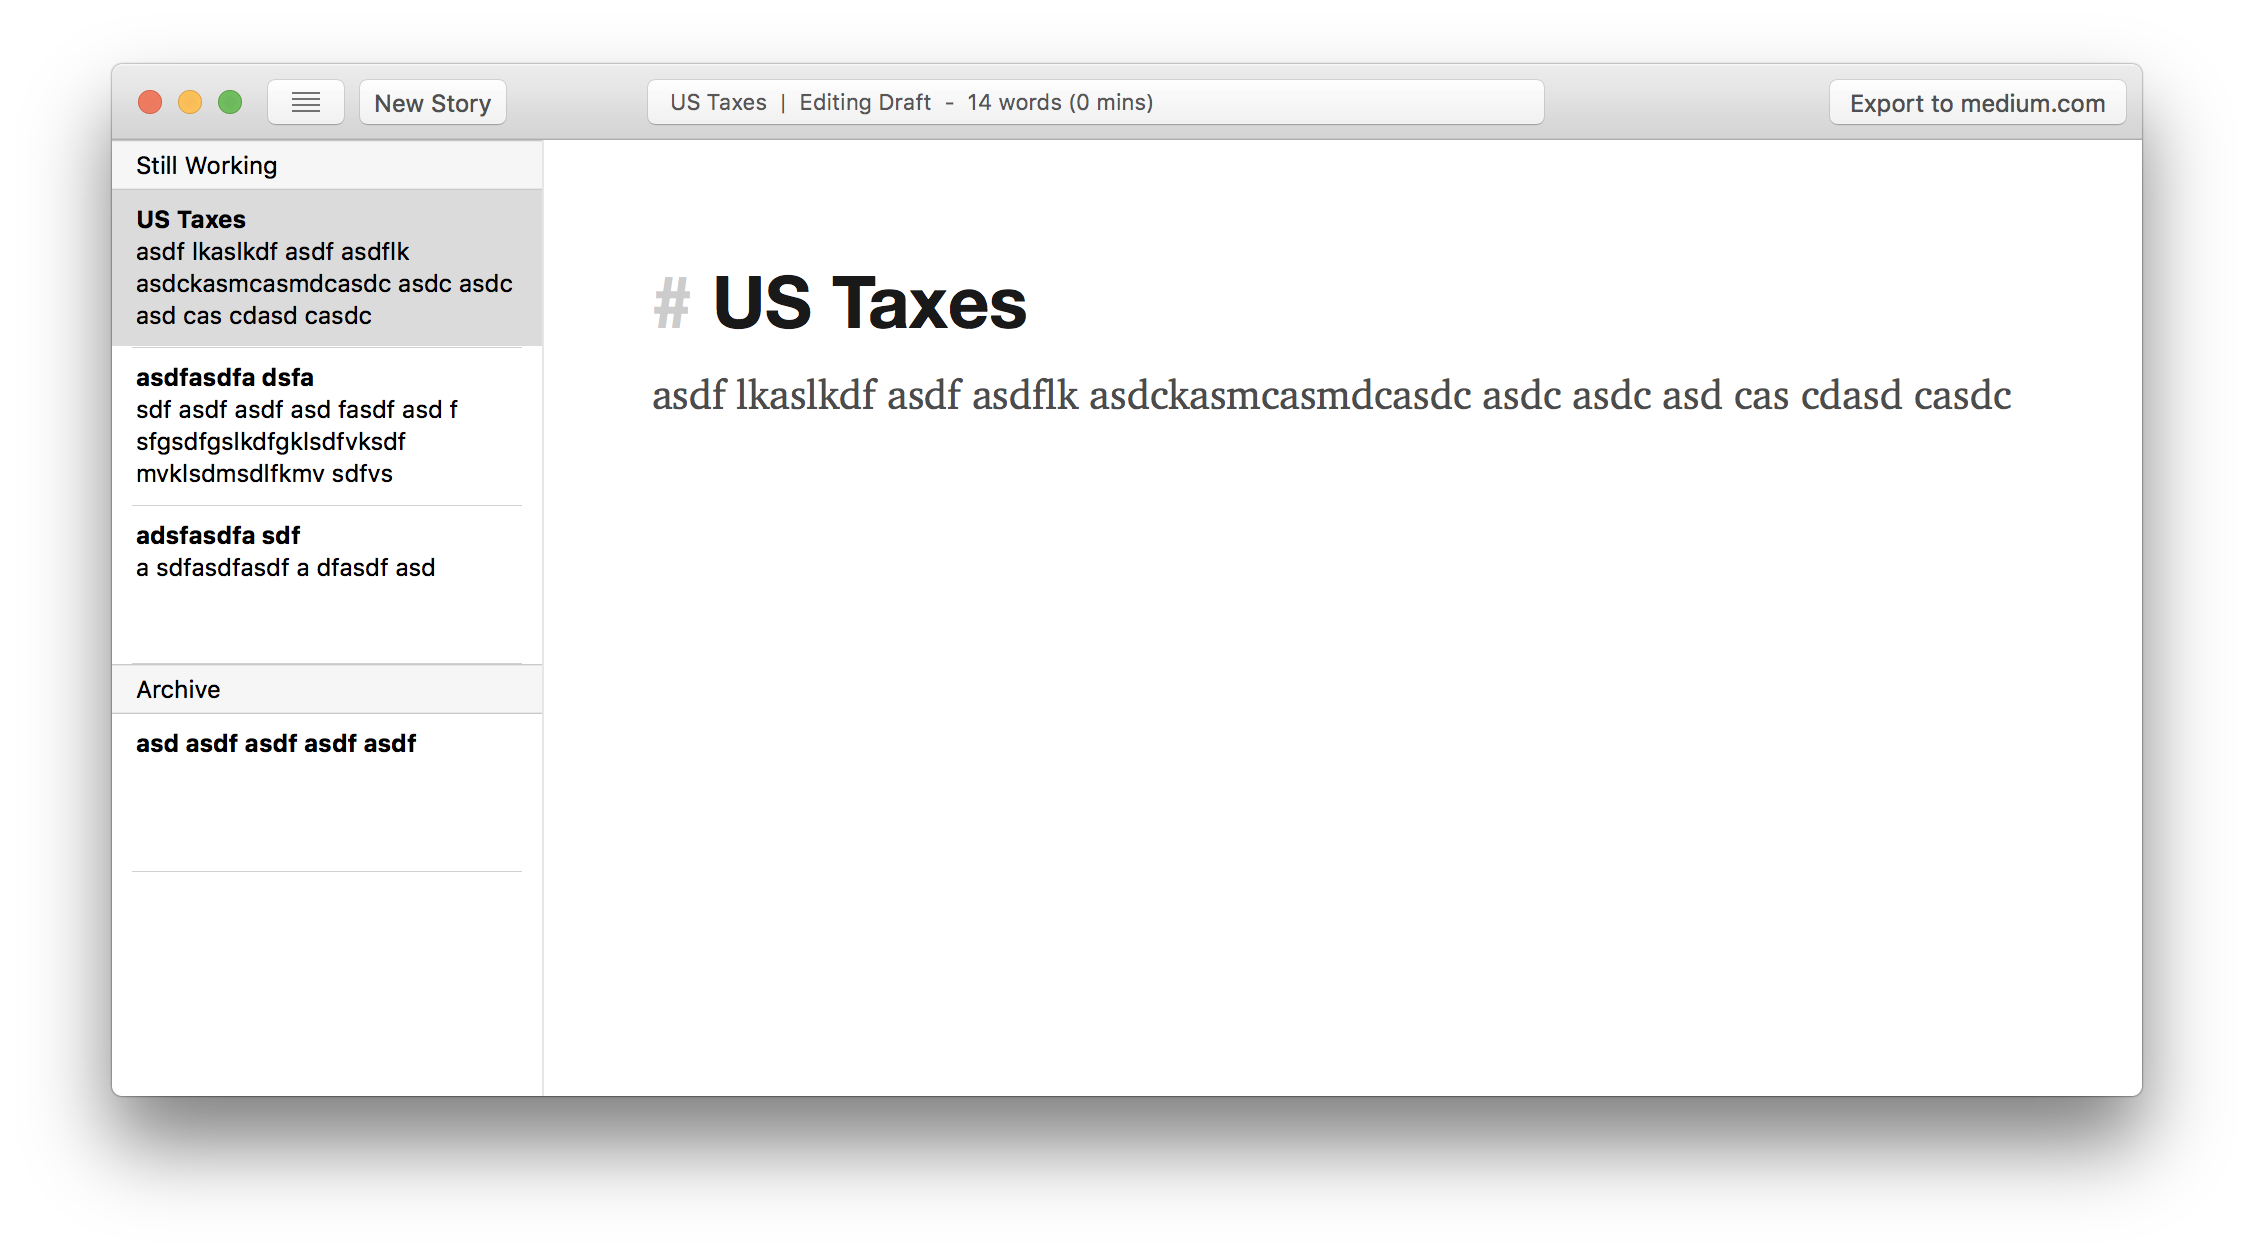 New Story
US Taxes | Editing Draft - 14 words (0 mins)
Export to medium.com
Still Working
US Taxes
asdf lkaslkdf asdf asdflk
asdckasmcasmdcasdc asdc asdc
asd cas cdasd casdc
asdfasdfa dsfa
sdf asdf asdf asd fasdf asd f
sfgsdfgslkdfgklsdfvksdf
mvklsdmsdlfkmv sdfvs
adsfasdfa sdf
a sdfasdfasdf a dfasdf asd
Archive
asd asdf asdf asdf asdf
# US Taxes
asdf lkaslkdf asdf asdflk asdckasmcasmdcasdc asdc asdc asd cas cdasd casdc